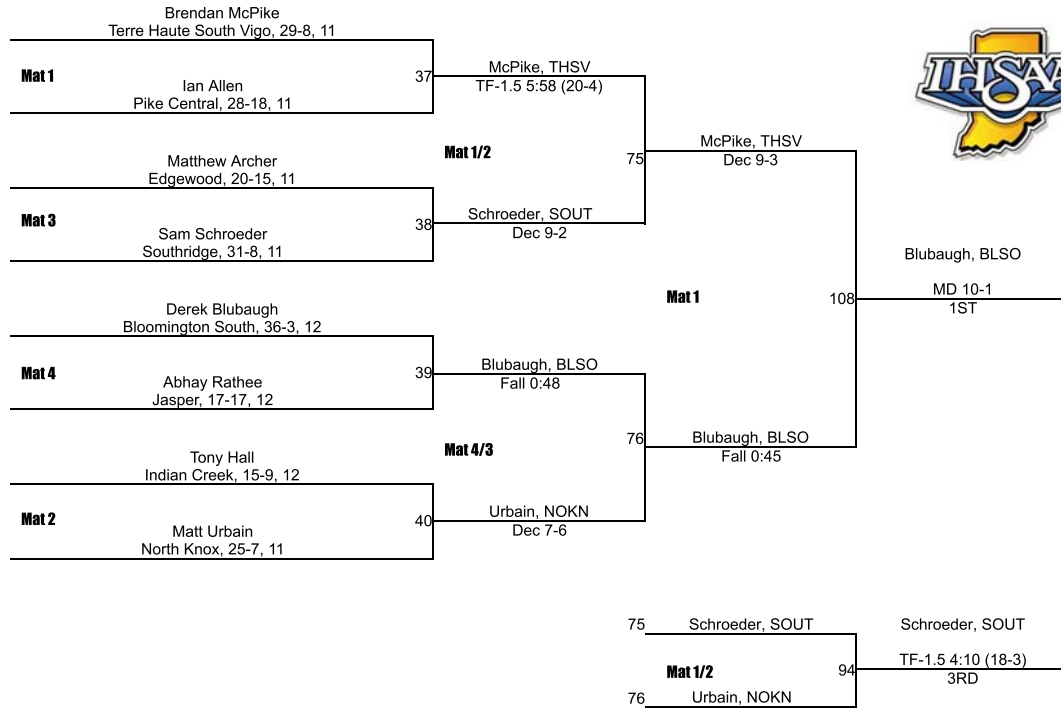 Brendan McPike
Terre Haute South Vigo, 29-8, 11
Mat 1
37
Ian Allen
Pike Central, 28-18, 11
McPike, THSV
TF-1.5 5:58 (20-4)
IHSAA
Matthew Archer
Edgewood, 20-15, 11
Mat 1/2
75
McPike, THSV
Dec 9-3
Mat 3
38
Sam Schroeder
Southridge, 31-8, 11
Schroeder, SOUT
Dec 9-2
Mat 1
108
Blubaugh, BLSO
MD 10-1
1ST
Derek Blubaugh
Bloomington South, 36-3, 12
Mat 4
39
Abhay Rathee
Jasper, 17-17, 12
Blubaugh, BLSO
Fall 0:48
Mat 4/3
76
Blubaugh, BLSO
Fall 0:45
Tony Hall
Indian Creek, 15-9, 12
Mat 2
40
Matt Urbain
North Knox, 25-7, 11
Urbain, NOKN
Dec 7-6
75
Schroeder, SOUT
Mat 1/2
94
76
Urbain, NOKN
Schroeder, SOUT
TF-1.5 4:10 (18-3)
3RD